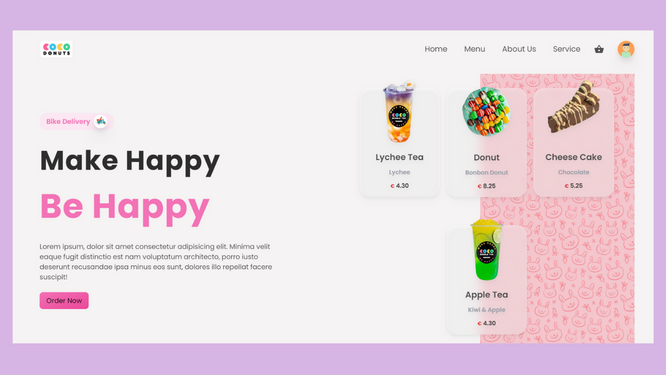 COCO
DONUTS
Home
Menu
About Us
Service
Bike Delivery
Make Happy
Be Happy
Lorem ipsum, dolor sit amet consectetur adipisicing elit. Minima velit
eaque fugit distinctio est nam voluptatum architecto, porro iusto
deserunt recusandae ipsa minus eos sunt, dolores illo repellat facere
suscipit!
Order Now
COCO
Lychee Tea
Lychee
€ 4.30
Donut
Bonbon Donut
€ 8.25
Cheese Cake
Chocolate
€ 5.25
COCO
Apple Tea
Kiwi & Apple
€ 4.30